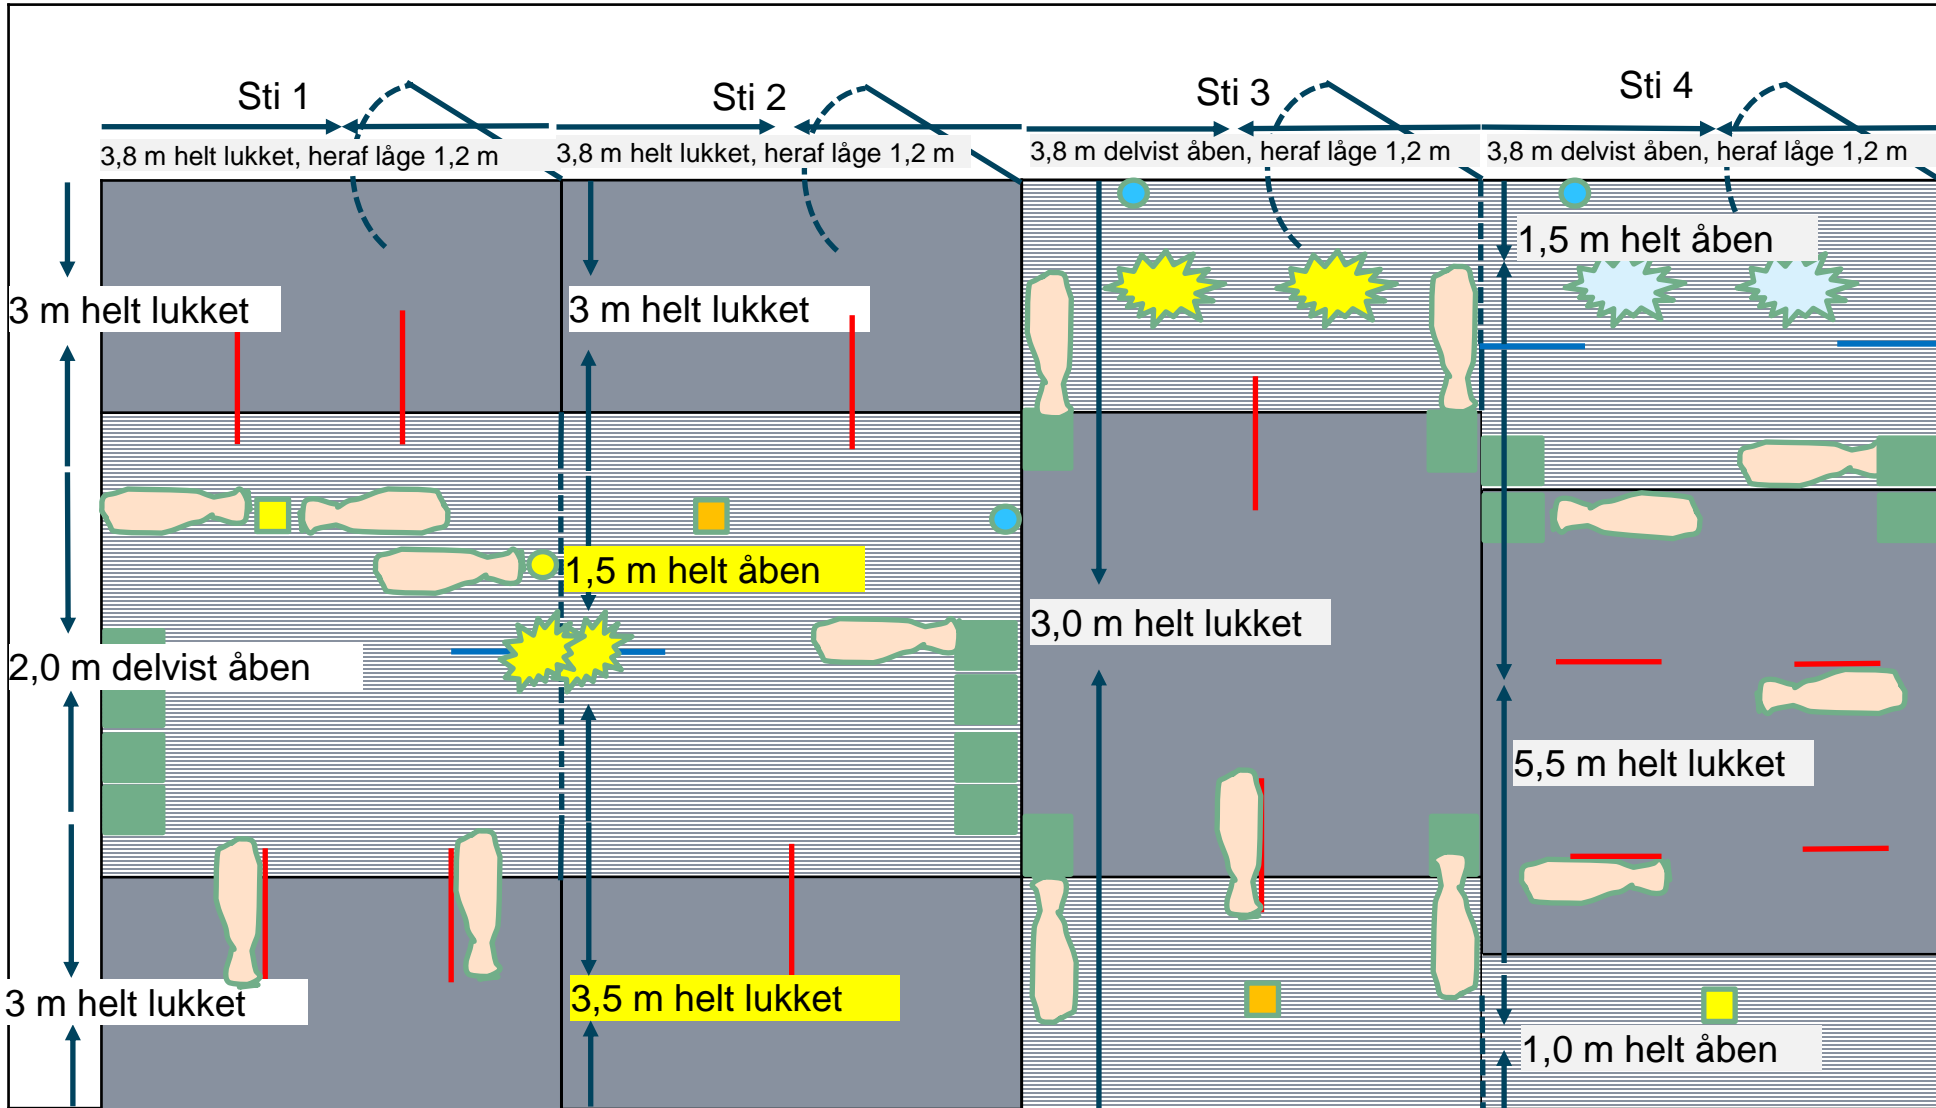 Sti 1
Sti 2
Sti 3
Sti 4
3,8 m helt lukket, heraf låge 1,2 m
3,8 m helt lukket, heraf låge 1,2 m
3,8 m delvist åben, heraf låge 1,2 m
3,8 m delvist åben, heraf låge 1,2 m
1,5 m helt åben
3 m helt lukket
3 m helt lukket
1,5 m helt åben
3,0 m helt lukket
2,0 m delvist åben
5,5 m helt lukket
3 m helt lukket
3,5 m helt lukket
1,0 m helt åben